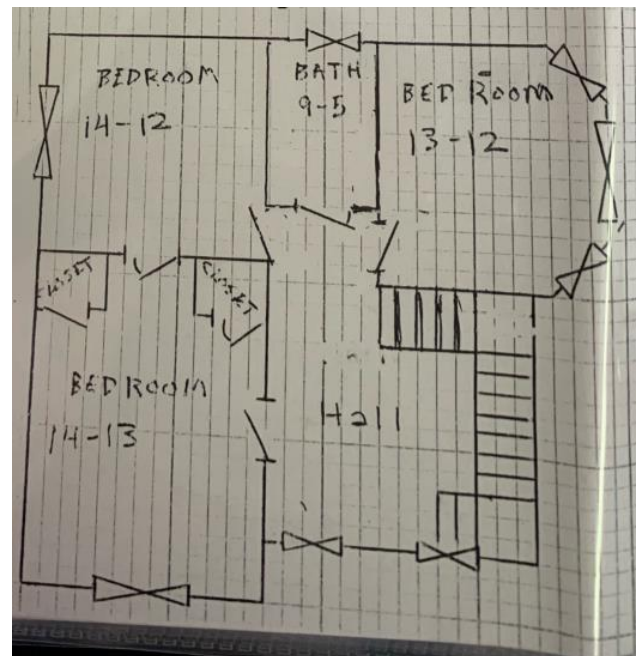 BEDROOM
14-12
BATH
9-5
BED ROOM
13-12
CLOSET
CLOSET
BEDROOM
14-13
Hall